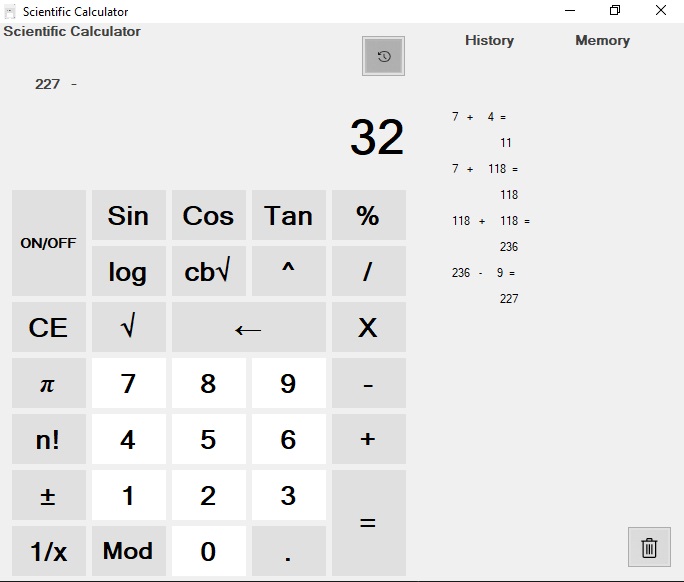 Scientific Calculator
Scientific Calculator
History Memory
227 -
32
7 + 4 =
11
7 + 118 =
118
118 + 118 =
236
236 - 9 =
227
ON/OFF Sin Cos Tan %
log cb√ ^ /
CE √ ← X
π 7 8 9 -
n! 4 5 6 +
± 1 2 3 =
1/x Mod 0 .